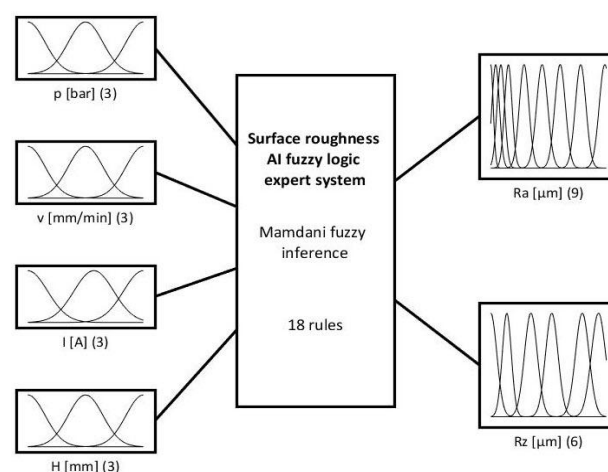 p [bar] (3)
v [mm/min] (3)
I [A] (3)
H [mm] (3)
Surface roughness
AI fuzzy logic
expert system
Mamdani fuzzy
inference
18 rules
Ra [µm] (9)
Rz [µm] (6)